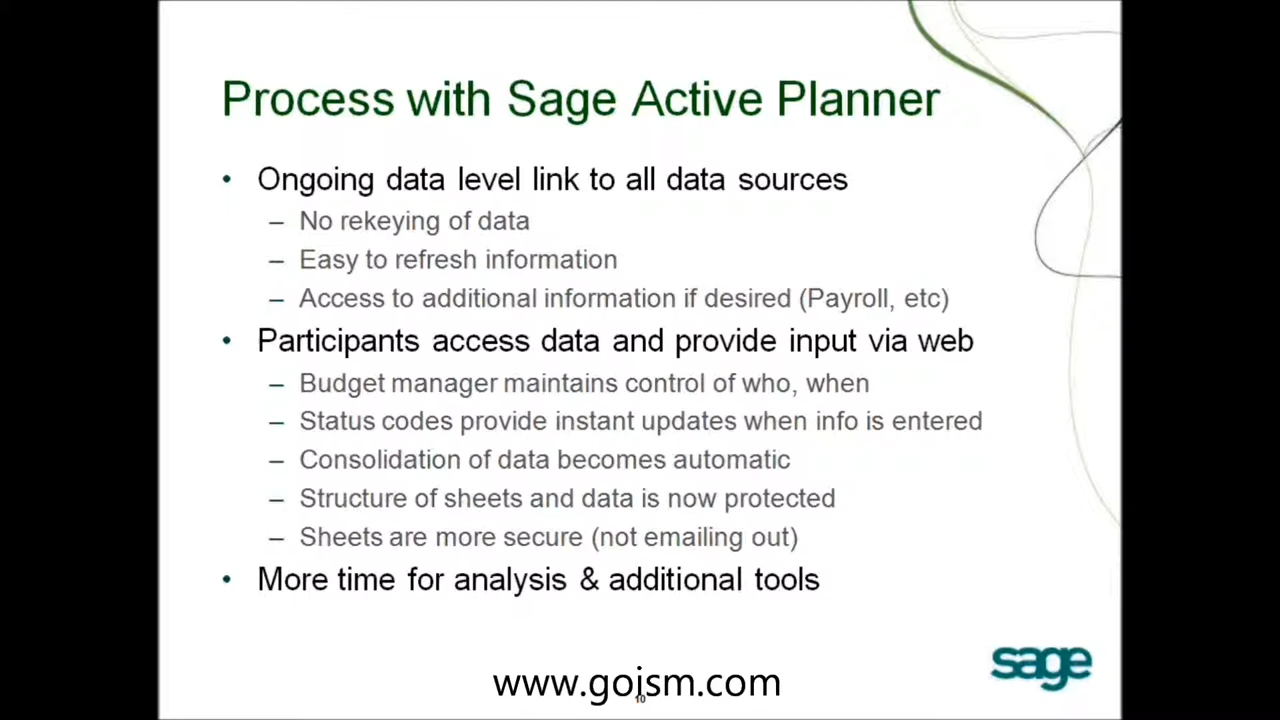 Process with Sage Active Planner
• Ongoing data level link to all data sources
– No rekeying of data
– Easy to refresh information
– Access to additional information if desired (Payroll, etc)
• Participants access data and provide input via web
– Budget manager maintains control of who, when
– Status codes provide instant updates when info is entered
– Consolidation of data becomes automatic
– Structure of sheets and data is now protected
– Sheets are more secure (not emailing out)
• More time for analysis & additional tools
sage
www.gojsm.com
10